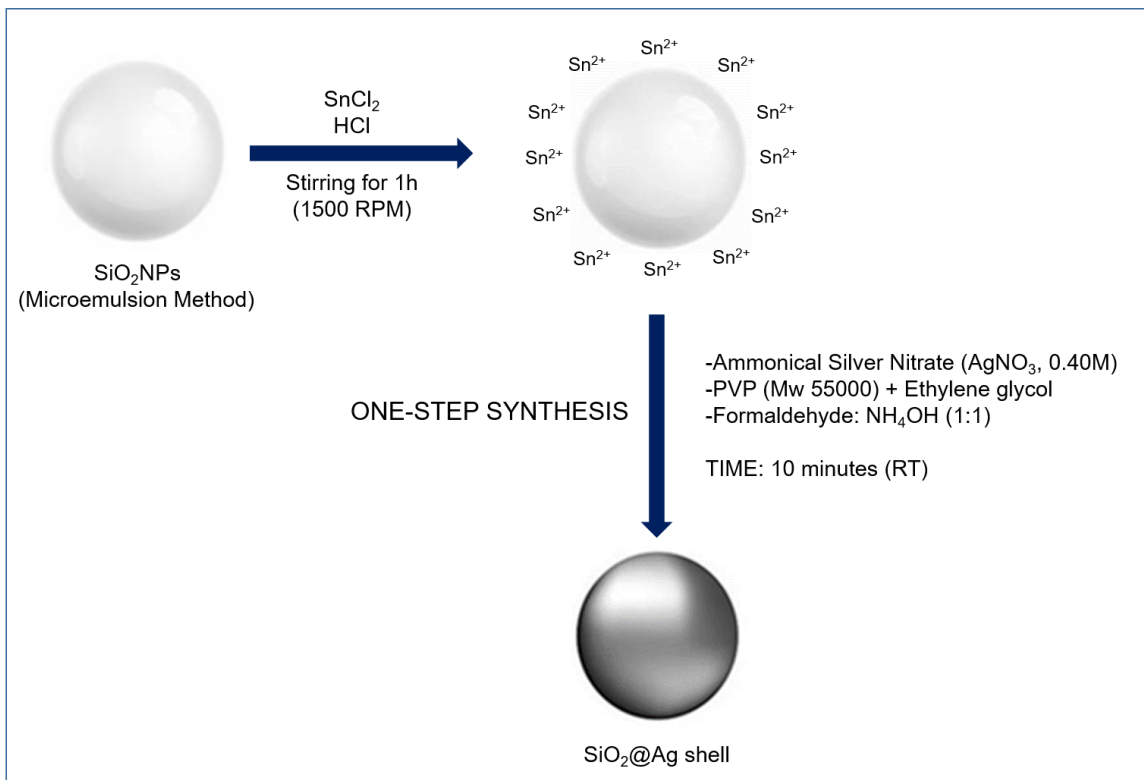 SnCl₂
HCl
Stirring for 1h
(1500 RPM)
SiO₂NPs
(Microemulsion Method)
Sn²⁺
Sn²⁺
Sn²⁺
Sn²⁺
Sn²⁺
Sn²⁺
Sn²⁺
Sn²⁺
Sn²⁺
Sn²⁺
Sn²⁺
Sn²⁺
ONE-STEP SYNTHESIS
-Ammonical Silver Nitrate (AgNO₃, 0.40M)
-PVP (Mw 55000) + Ethylene glycol
-Formaldehyde: NH₄OH (1:1)
TIME: 10 minutes (RT)
SiO₂@Ag shell